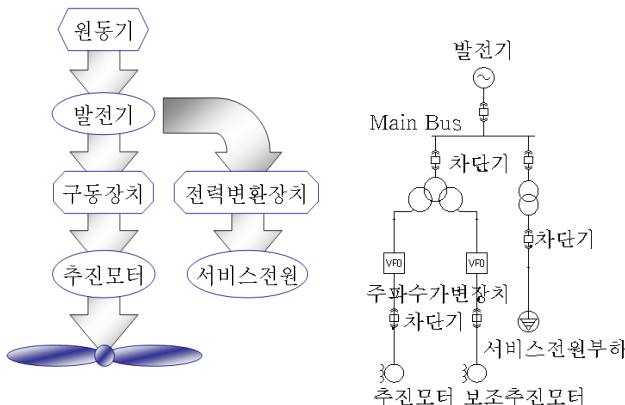 원동기
발전기
구동장치
전력변환장치
추진모터
서비스전원
발전기
Main Bus
차단기
차단기
VFD
VFD
주파수가변장치
차단기
서비스전원부하
추진모터
보조추진모터